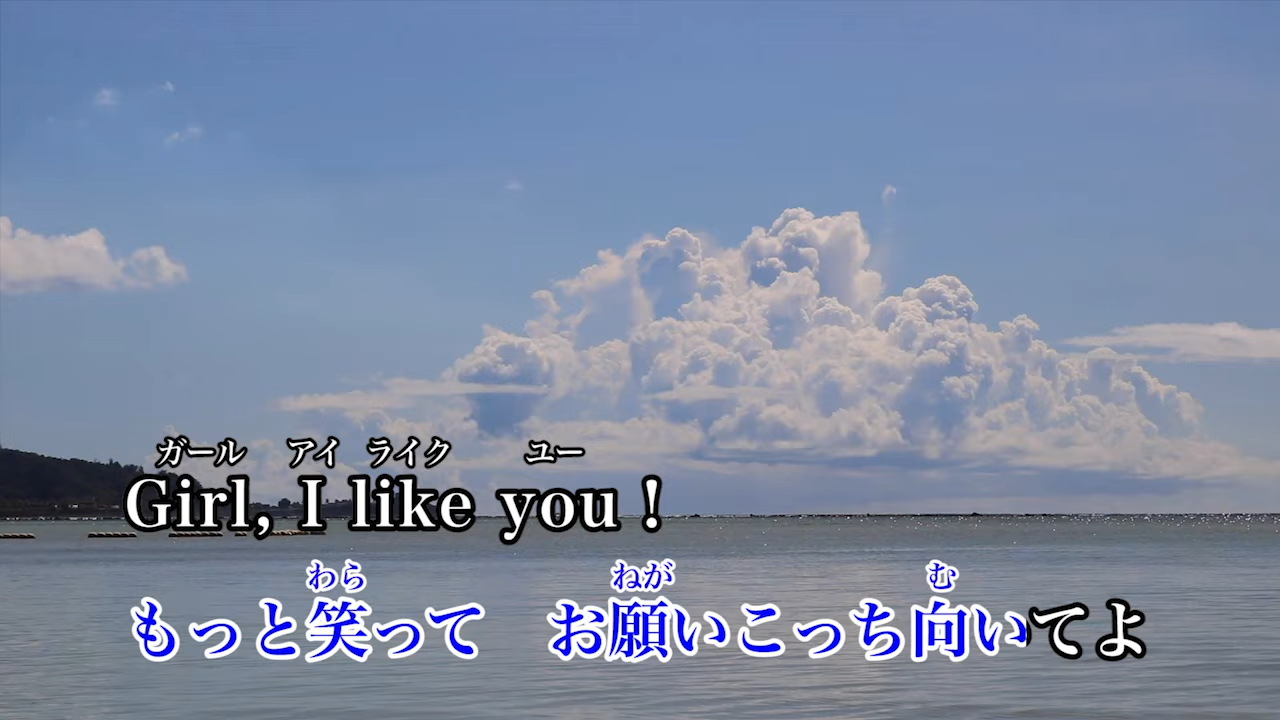 ガール アイ ライク ユー
Girl, I like you！
わら ねが む
もっと笑って　お願いこっち向いてよ